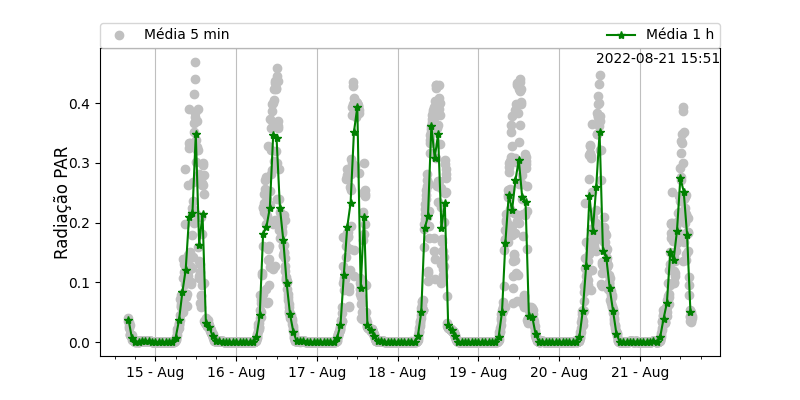 Média 5 min
Média 1 h
2022-08-21 15:51
Radiação PAR
0.4
0.3
0.2
0.1
0.0
15 - Aug
16 - Aug
17 - Aug
18 - Aug
19 - Aug
20 - Aug
21 - Aug